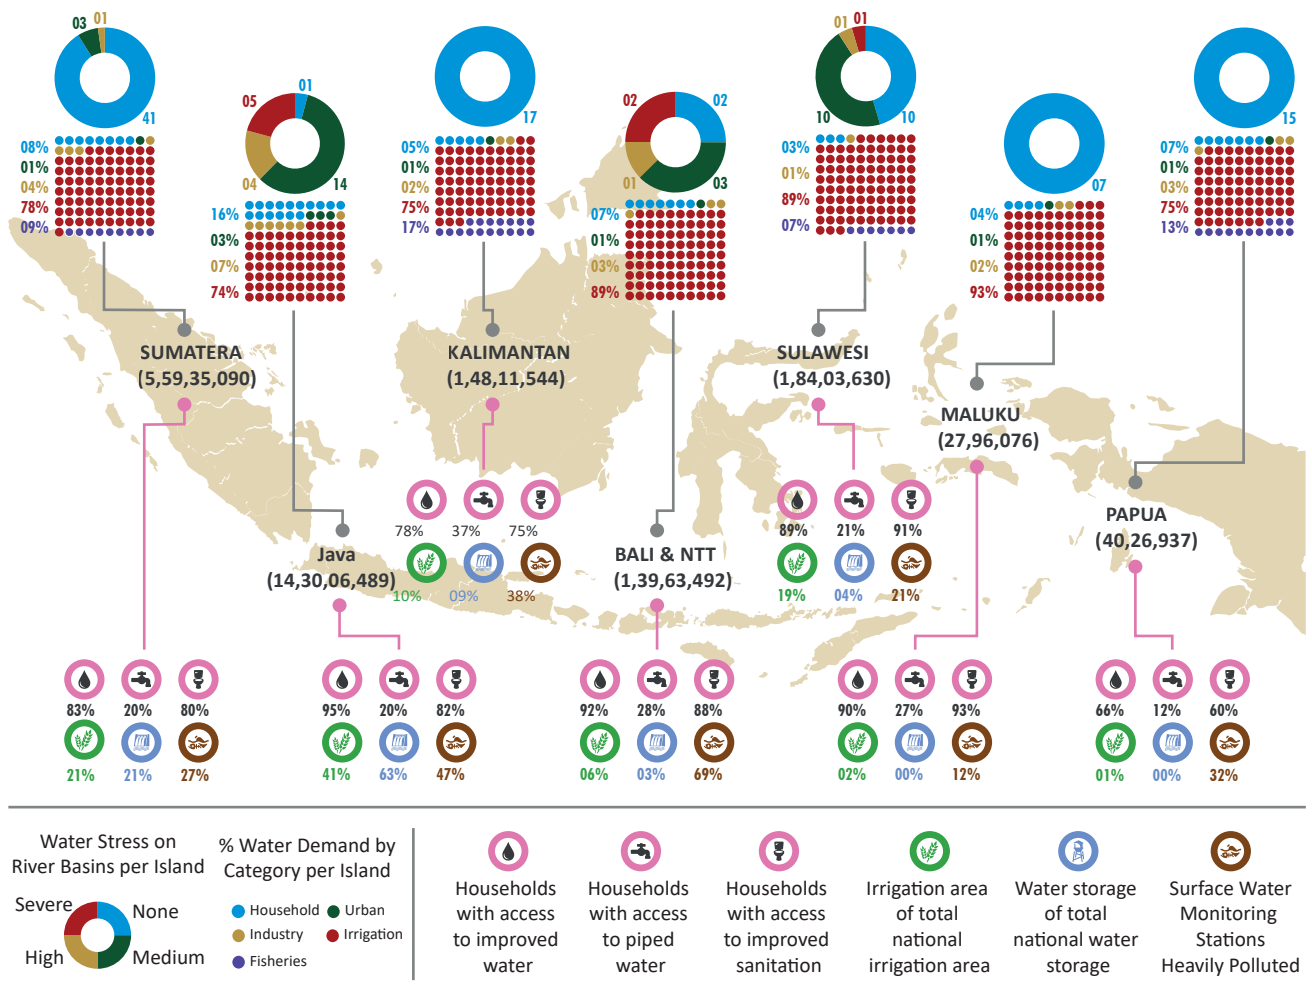 03
01
41
08%
01%
04%
78%
09%
SUMATERA
(5,59,35,090)
83%
20%
80%
21%
21%
27%
05
01
04
14
16%
03%
07%
74%
Java
(14,30,06,489)
95%
20%
82%
41%
63%
47%
17
05%
01%
02%
75%
17%
KALIMANTAN
(1,48,11,544)
78%
37%
75%
10%
09%
38%
02
02
01
03
07%
01%
03%
89%
BALI & NTT
(1,39,63,492)
92%
28%
88%
06%
03%
69%
01
01
10
10
03%
01%
89%
07%
SULAWESI
(1,84,03,630)
89%
21%
91%
19%
04%
21%
07
04%
01%
02%
93%
MALUKU
(27,96,076)
90%
27%
93%
02%
00%
12%
15
07%
01%
03%
75%
13%
PAPUA
(40,26,937)
66%
12%
60%
01%
00%
32%
Water Stress on
River Basins per Island
Severe
None
High
Medium
% Water Demand by
Category per Island
Household
Urban
Industry
Irrigation
Fisheries
Households
with access
to improved
water
Households
with access
to piped
water
Households
with access
to improved
sanitation
Irrigation area
of total
national
irrigation area
Water storage
of total
national water
storage
Surface Water
Monitoring
Stations
Heavily Polluted